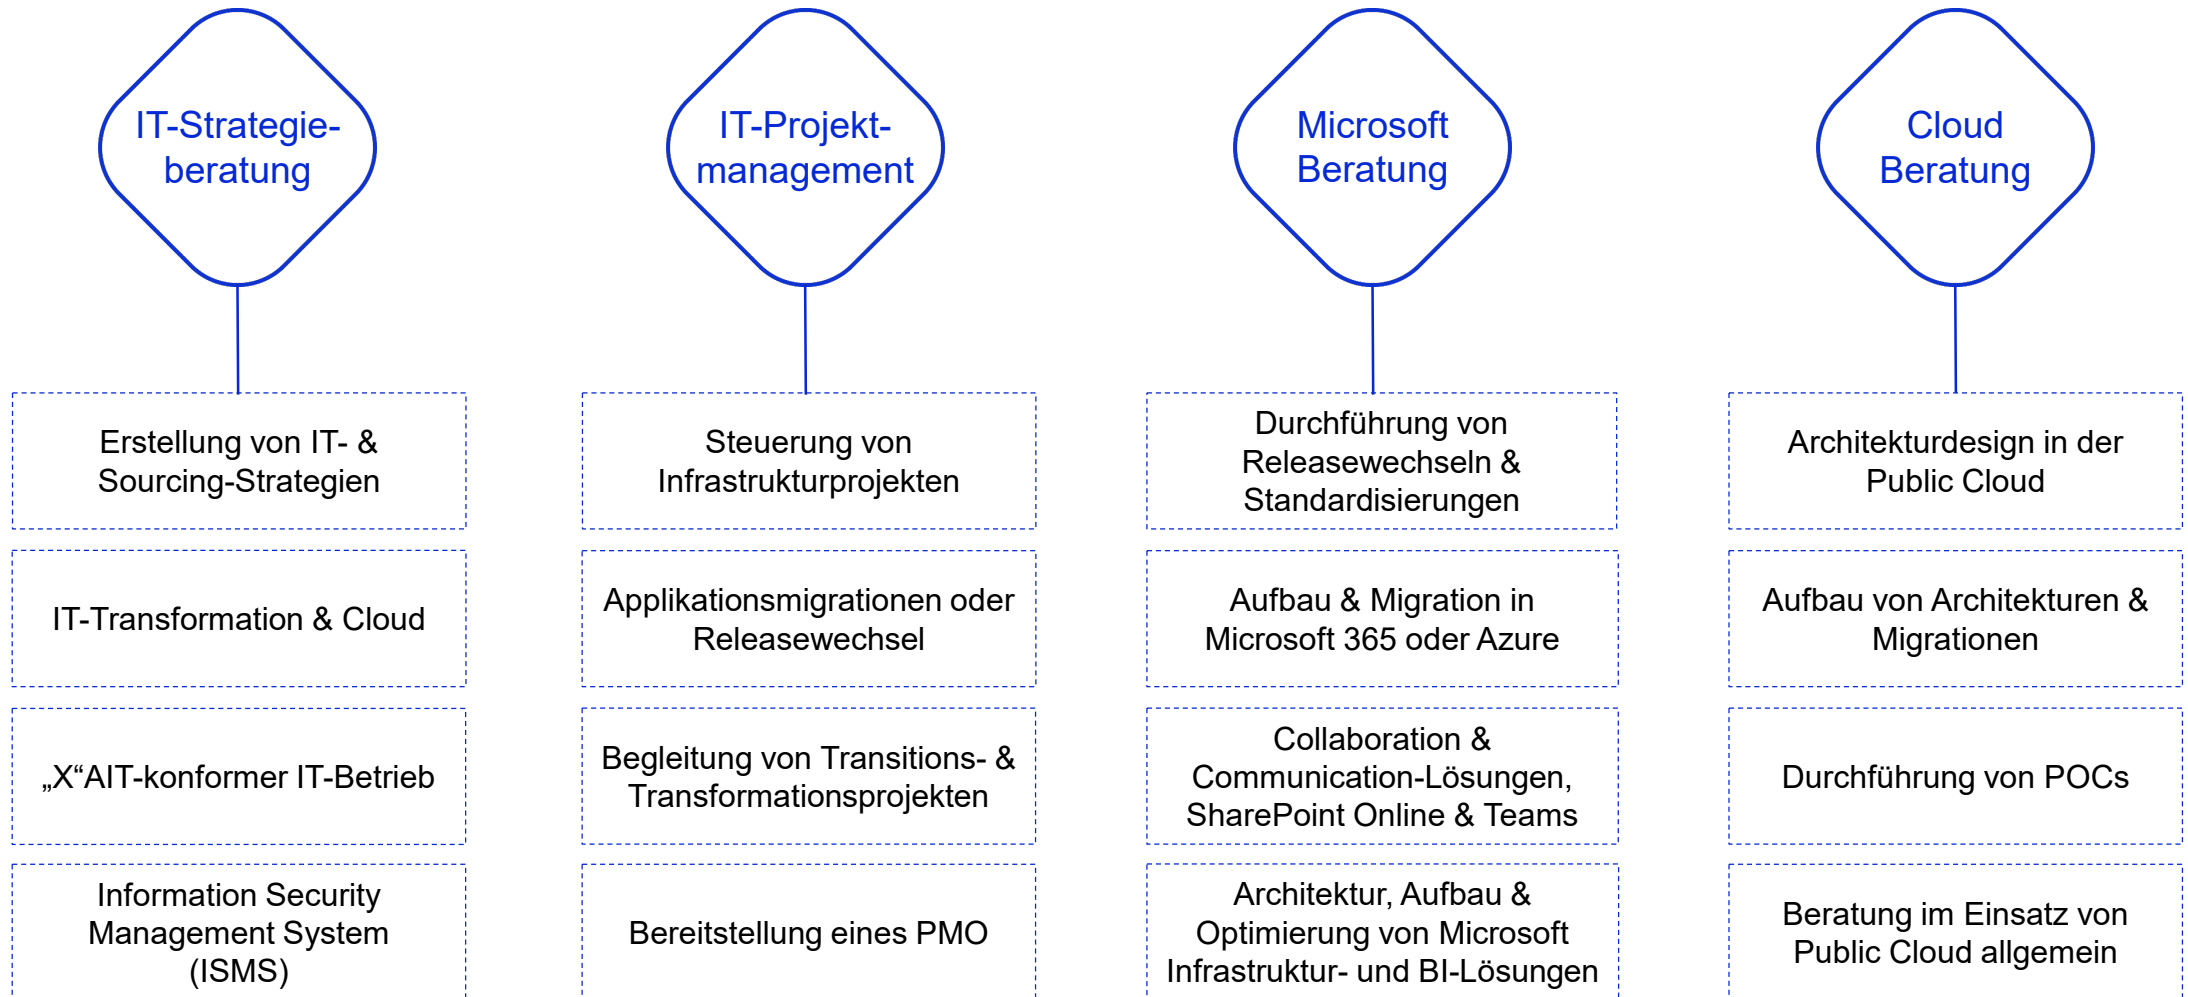 IT-Strategie-
beratung
IT-Projekt-
management
Microsoft
Beratung
Cloud
Beratung
Erstellung von IT- &
Sourcing-Strategien
IT-Transformation & Cloud
„X“AIT-konformer IT-Betrieb
Information Security
Management System
(ISMS)
Steuerung von
Infrastrukturprojekten
Applikationsmigrationen oder
Releasewechsel
Begleitung von Transitions- &
Transformationsprojekten
Bereitstellung eines PMO
Durchführung von
Releasewechseln &
Standardisierungen
Aufbau & Migration in
Microsoft 365 oder Azure
Collaboration &
Communication-Lösungen,
SharePoint Online & Teams
Architektur, Aufbau &
Optimierung von Microsoft
Infrastruktur- und BI-Lösungen
Architekturdesign in der
Public Cloud
Aufbau von Architekturen &
Migrationen
Durchführung von POCs
Beratung im Einsatz von
Public Cloud allgemein